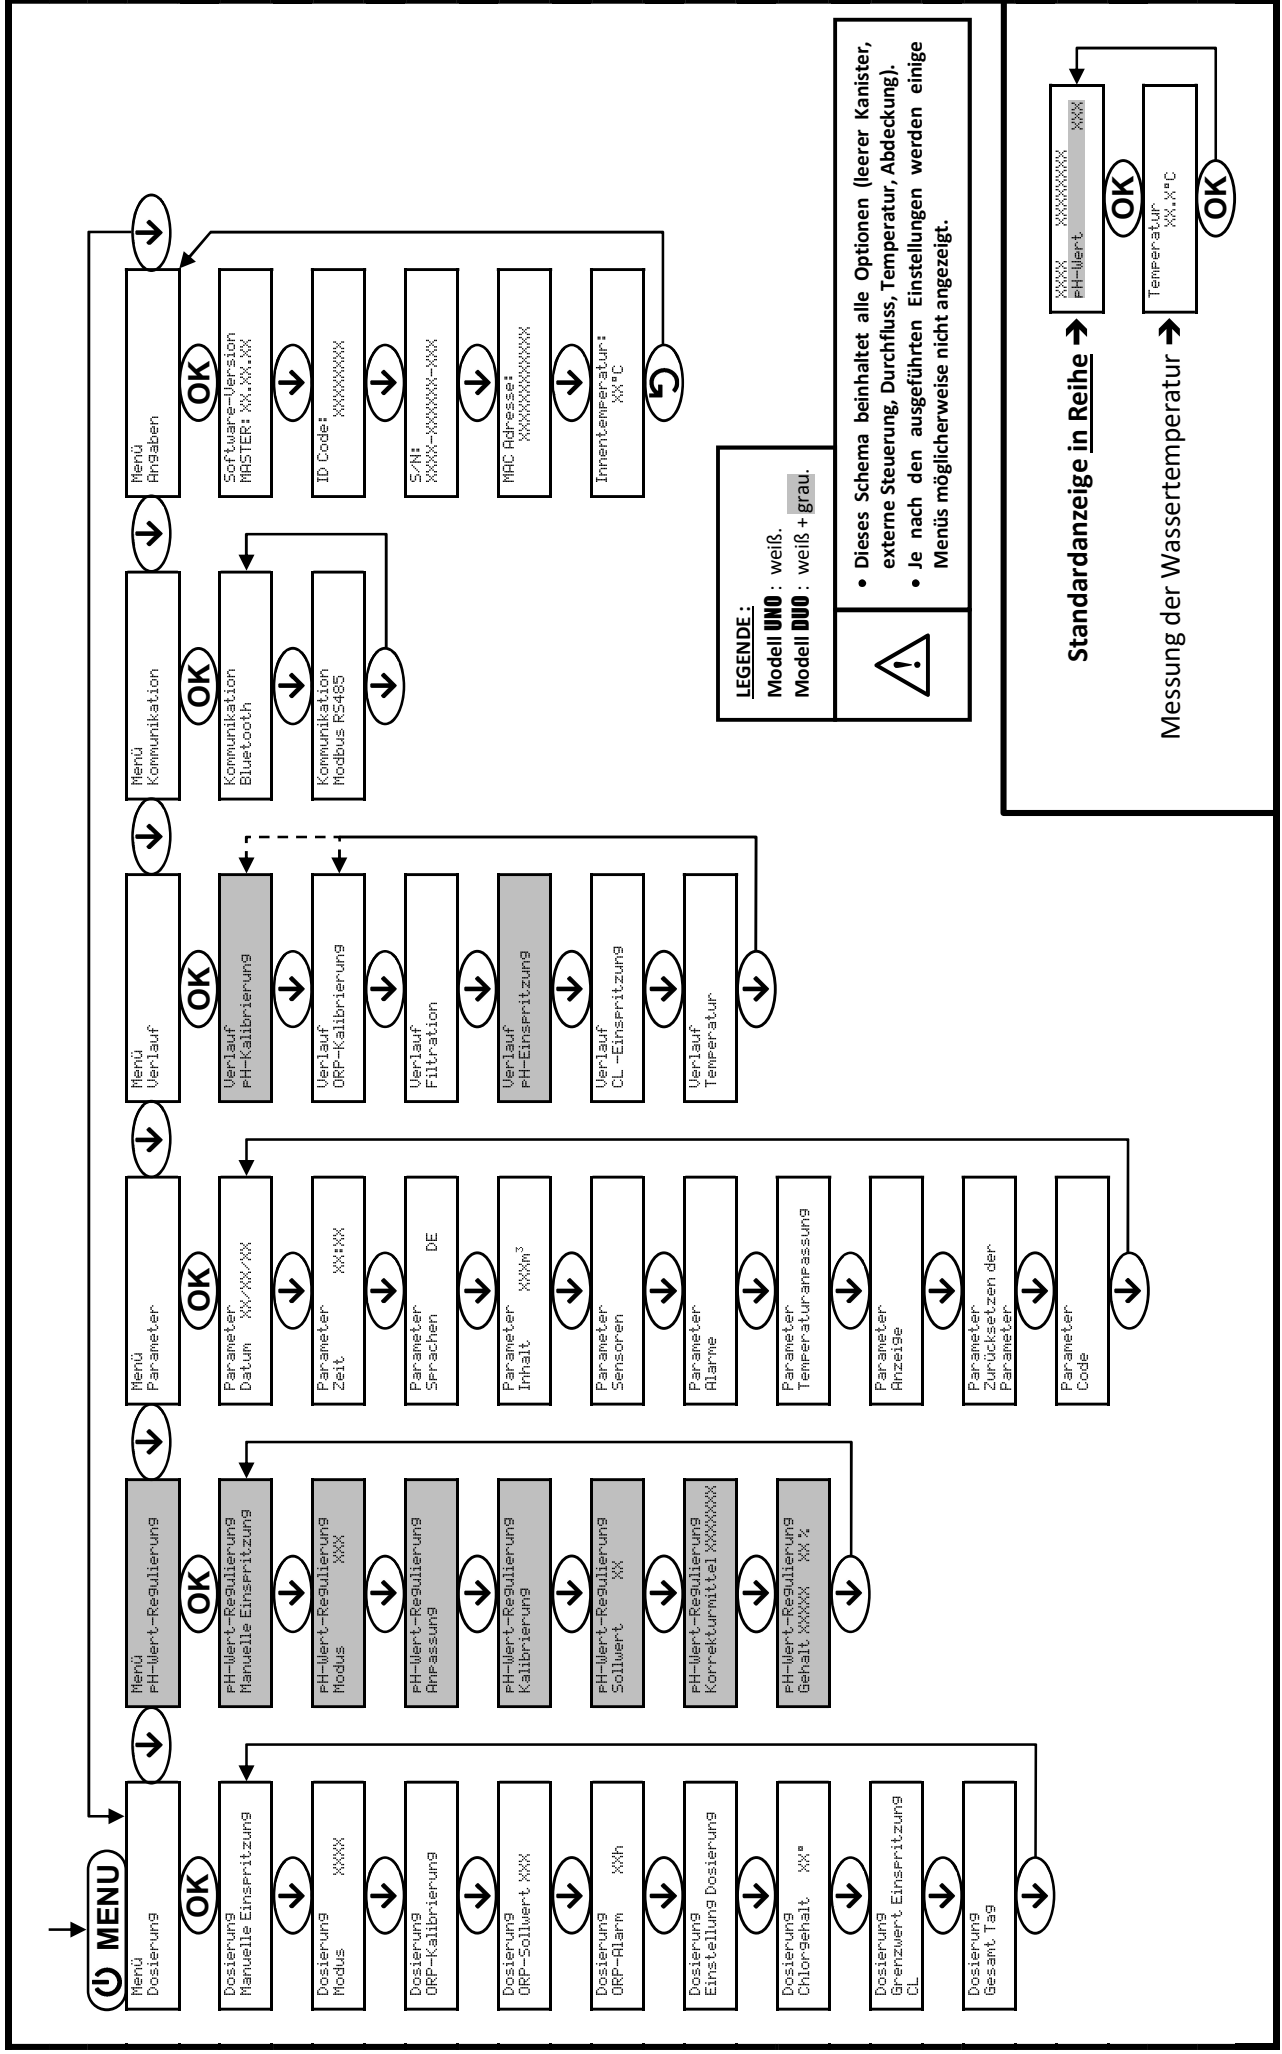 MENU
Menü
Dosierung
OK
Dosierung
Manuelle Einspritzung
Dosierung
Modus XXXX
Dosierung
ORP-Kalibrierung
Dosierung
ORP-Sollwert XXX
Dosierung
ORP-Alarm XXh
Dosierung
Einstellung Dosierung
Dosierung
Chlorgehalt XX°
Dosierung
Grenzwert Einspritzung
CL
Dosierung
Gesamt Tag
Menü
pH-Wert-Regulierung
OK
pH-Wert-Regulierung
Manuelle Einspritzung
pH-Wert-Regulierung
Modus XXX
pH-Wert-Regulierung
Anpassung
pH-Wert-Regulierung
Kalibrierung
pH-Wert-Regulierung
Sollwert XX
pH-Wert-Regulierung
Korrekturmittel XXXXXXX
pH-Wert-Regulierung
Gehalt XXXXX XX %
Menü
Parameter
OK
Parameter
Datum XX/XX/XX
Parameter
Zeit XX:XX
Parameter
Sprachen DE
Parameter
Inhalt XXXm³
Parameter
Sensoren
Parameter
Alarme
Parameter
Temperaturanpassung
Parameter
Anzeige
Parameter
Zurücksetzen der
Parameter
Parameter
Code
Menü
Verlauf
OK
Verlauf
pH-Kalibrierung
Verlauf
ORP-Kalibrierung
Verlauf
Filtration
Verlauf
pH-Einspritzung
Verlauf
CL -Einspritzung
Verlauf
Temperatur
Menü
Kommunikation
OK
Kommunikation
Bluetooth
Kommunikation
Modbus RS485
Menü
Angaben
OK
Software-Version
MASTER: XX.XX.XX
ID Code:
XXXXXXXX
S/N:
XXXX-XXXXXX-XXX
MAC Adresse:
XXXXXXXXXXXX
Innentemperatur:
XX°C
LEGENDE :
Modell UNO : weiß.
Modell DUO : weiß + grau.
• Dieses Schema beinhaltet alle Optionen (leerer Kanister,
externe Steuerung, Durchfluss, Temperatur, Abdeckung).
• Je nach den ausgeführten Einstellungen werden einige
Menüs möglicherweise nicht angezeigt.
Standardanzeige in Reihe
XXXX XXXXXXXX
pH-Wert XXX
OK
Messung der Wassertemperatur
Temperatur
XX.X°C
OK